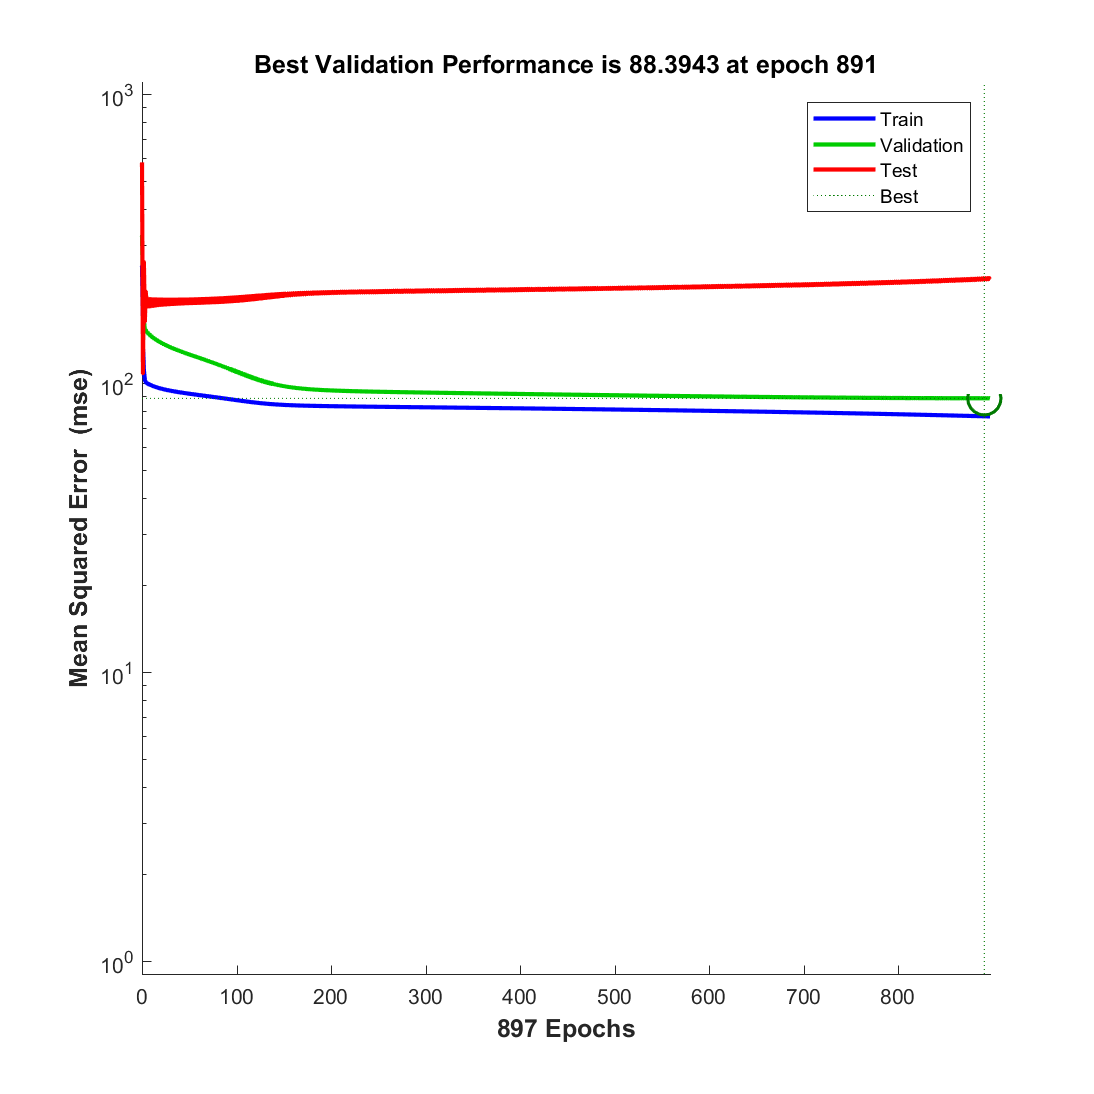 Best Validation Performance is 88.3943 at epoch 891
Mean Squared Error (mse)
10³
10²
10¹
10⁰
Train
Validation
Test
Best
0 100 200 300 400 500 600 700 800
897 Epochs